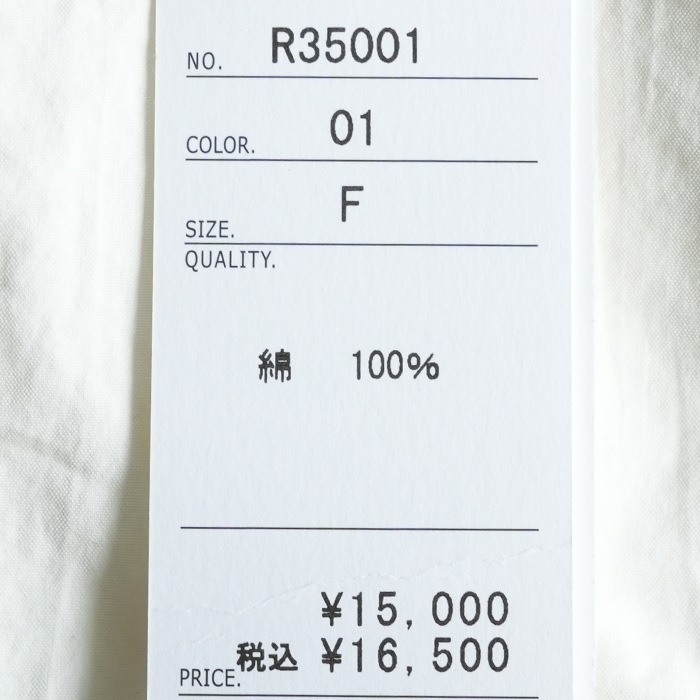 NO. R35001
COLOR. 01
SIZE. F
QUALITY.
綿 100%
¥15,000
PRICE. 税込 ¥16,500